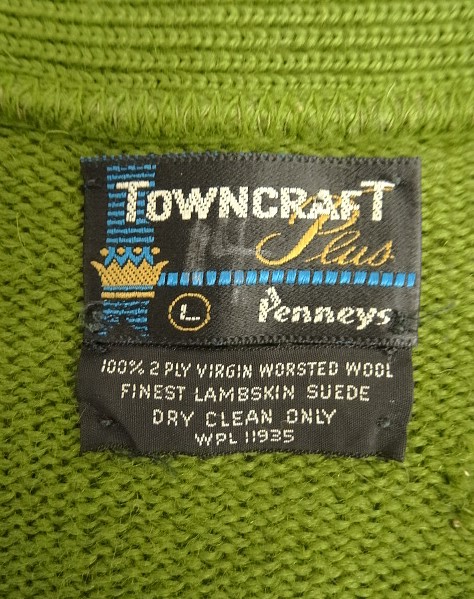 TOWNCRAFT
Plus
L Penneys
100% 2 PLY VIRGIN WORSTED WOOL
FINEST LAMBSKIN SUEDE
DRY CLEAN ONLY
WPL 11935